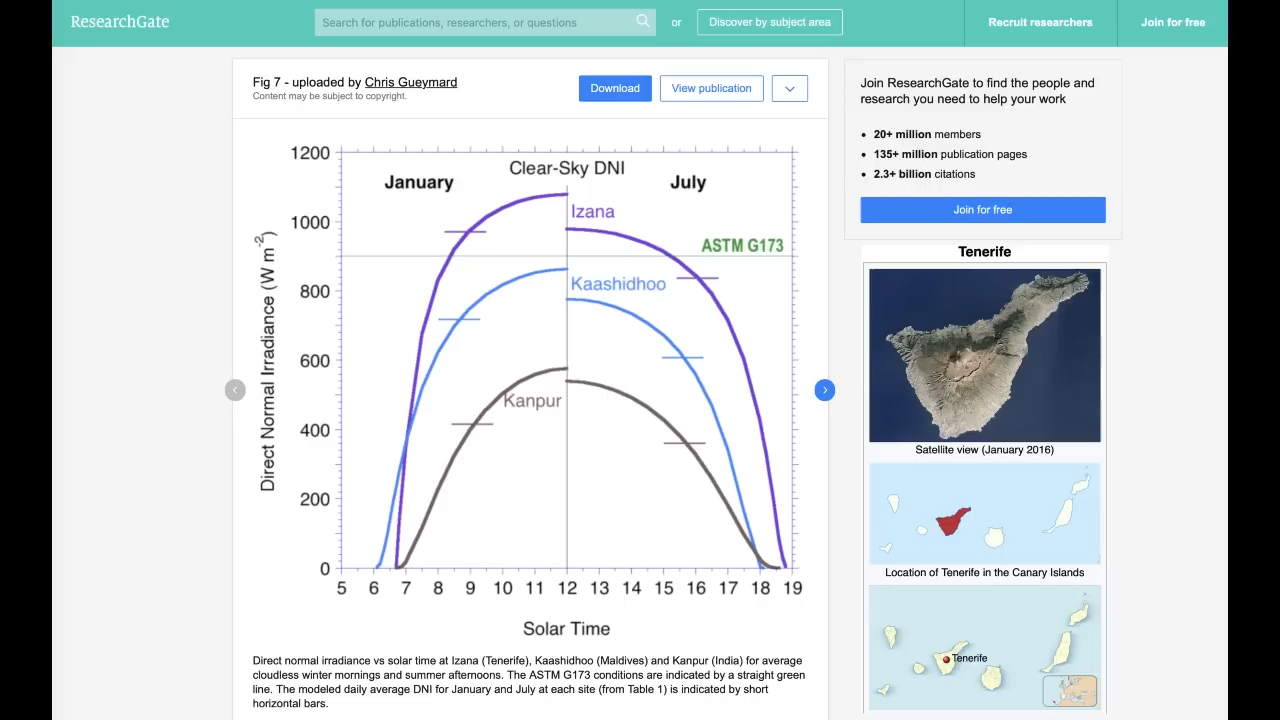 ResearchGate
Search for publications, researchers, or questions
or
Discover by subject area
Recruit researchers
Join for free
Fig 7 - uploaded by Chris Gueymard
Content may be subject to copyright.
Download
View publication
Clear-Sky DNI
January
July
Izana
ASTM G173
Kaashidhoo
Kanpur
Direct Normal Irradiance (W m-2)
1200
1000
800
600
400
200
0
5 6 7 8 9 10 11 12 13 14 15 16 17 18 19
Solar Time
Direct normal irradiance vs solar time at Izana (Tenerife), Kaashidhoo (Maldives) and Kanpur (India) for average
cloudless winter mornings and summer afternoons. The ASTM G173 conditions are indicated by a straight green
line. The modeled daily average DNI for January and July at each site (from Table 1) is indicated by short
horizontal bars.
Join ResearchGate to find the people and
research you need to help your work
20+ million members
135+ million publication pages
2.3+ billion citations
Join for free
Tenerife
Satellite view (January 2016)
Location of Tenerife in the Canary Islands
Tenerife